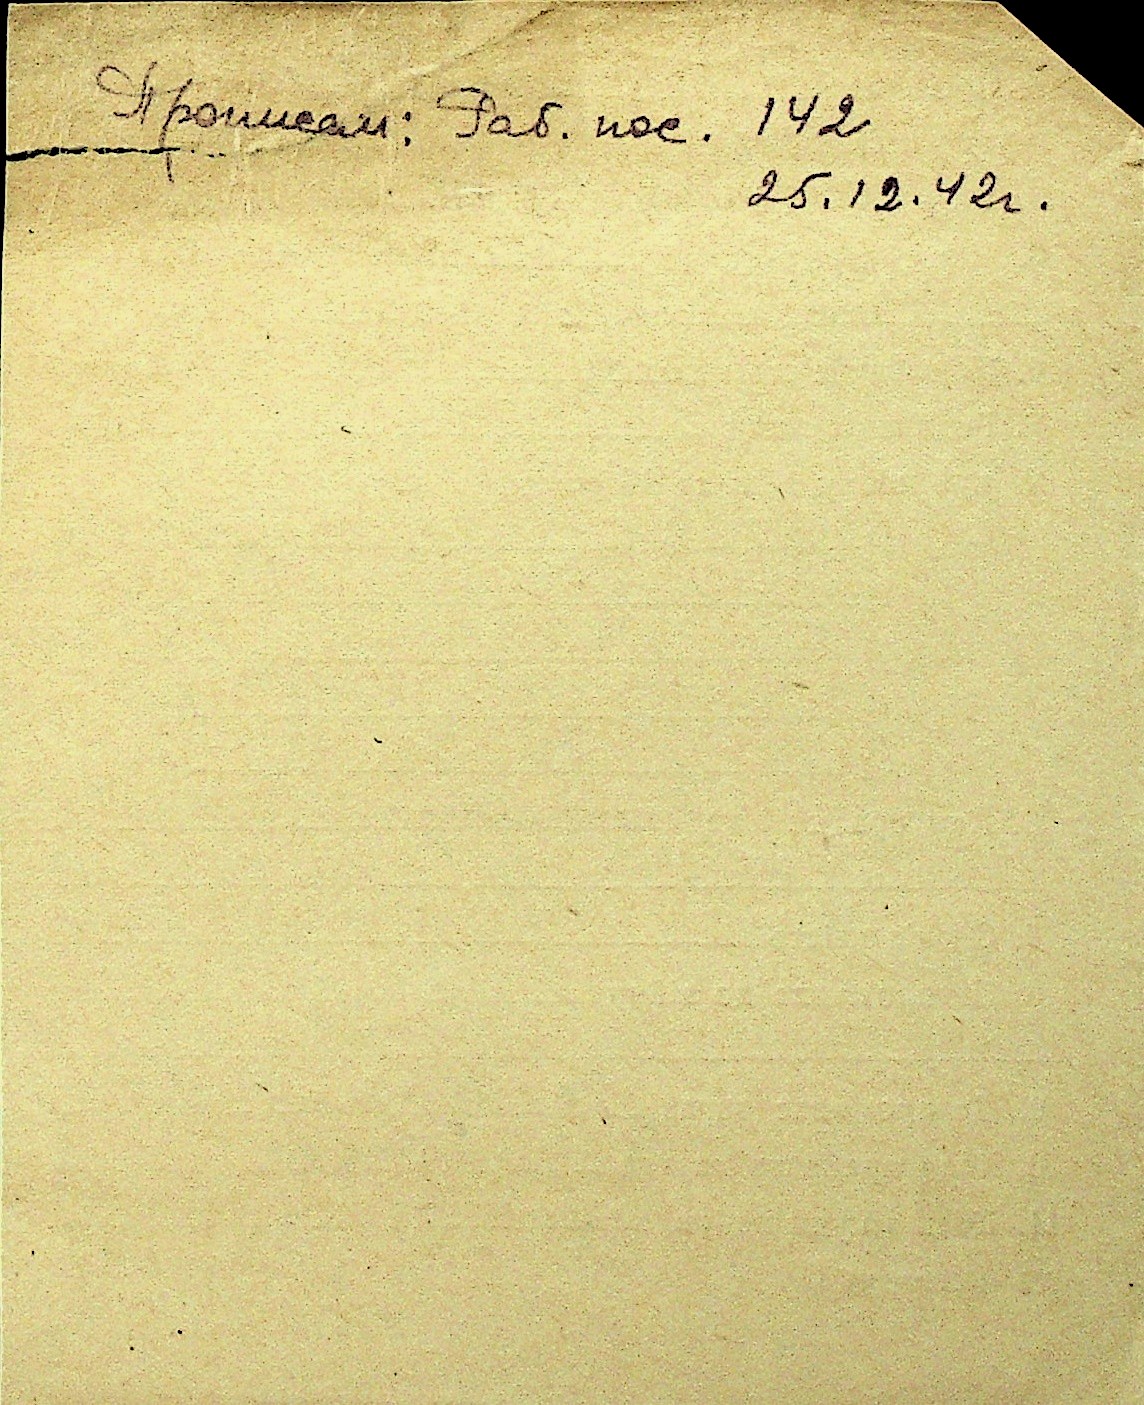 Прописан: Раб. пос. 142
25.12.42г.